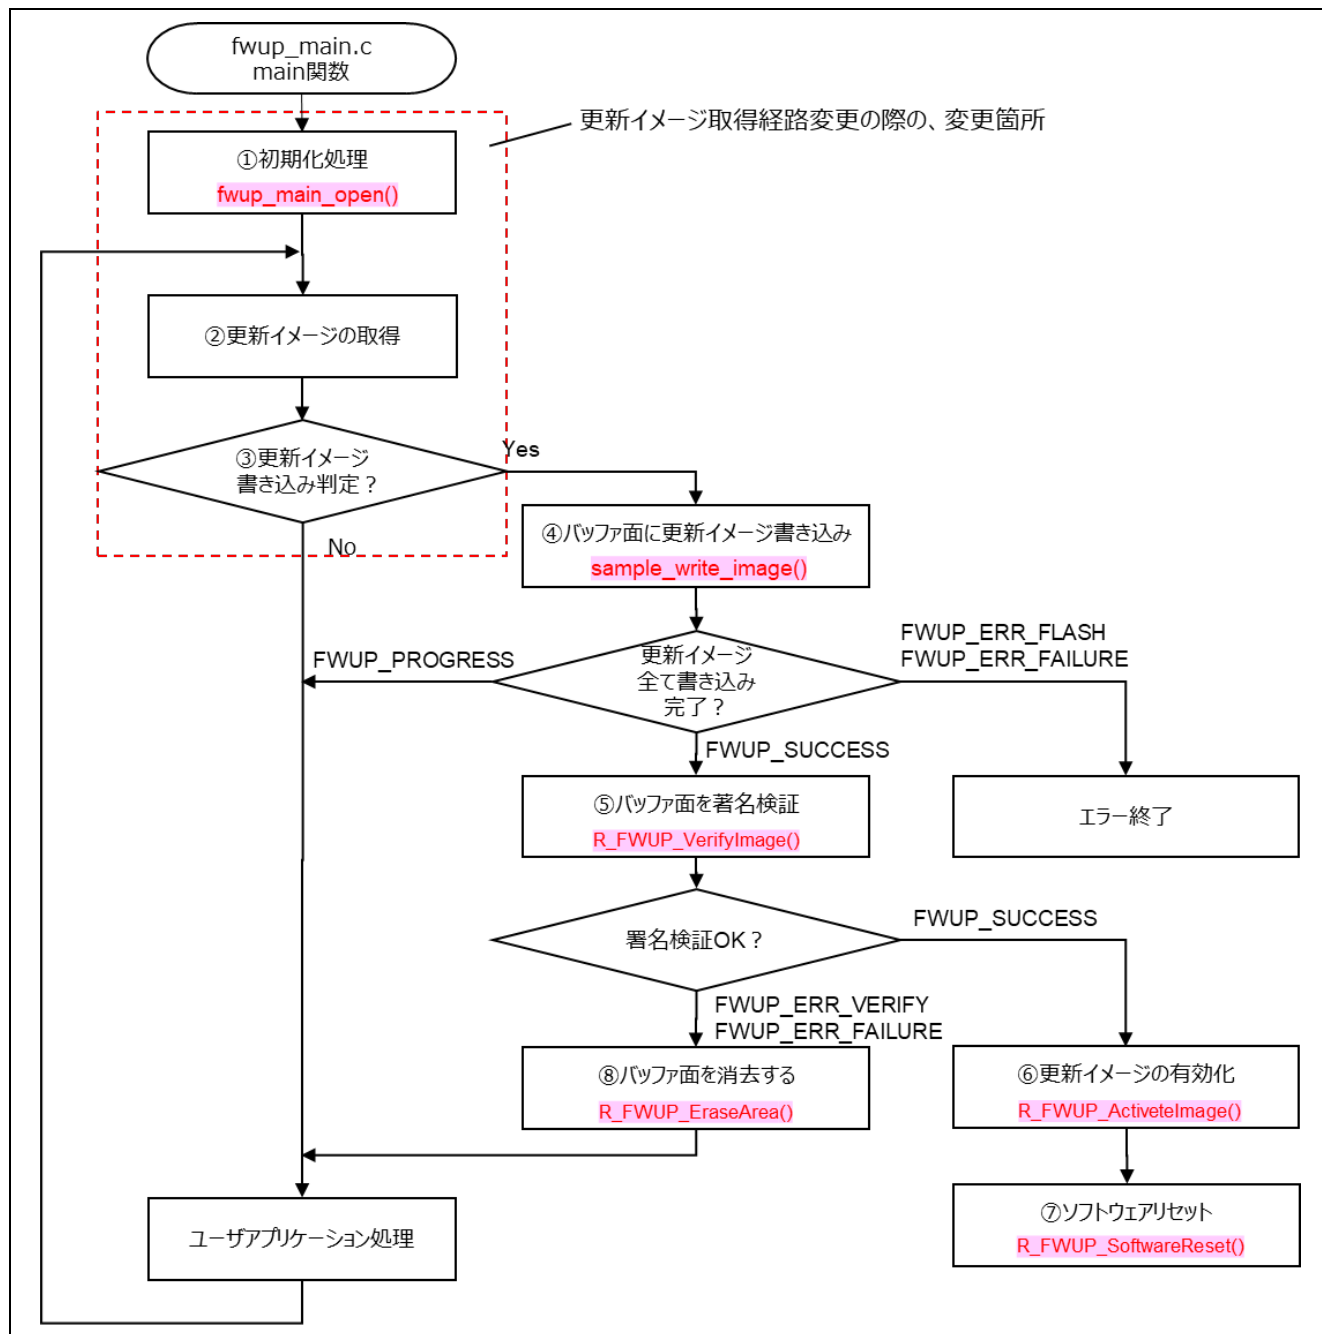 fwup_main.c
main関数
更新イメージ取得経路変更の際の、変更箇所
①初期化処理
fwup_main_open()
②更新イメージの取得
③更新イメージ
書き込み判定？
Yes
No
④バッファ面に更新イメージ書き込み
sample_write_image()
更新イメージ
全て書き込み
完了？
FWUP_PROGRESS
FWUP_ERR_FLASH
FWUP_ERR_FAILURE
FWUP_SUCCESS
⑤バッファ面を著名検証
R_FWUP_VerifyImage()
エラー終了
署名検証OK？
FWUP_SUCCESS
FWUP_ERR_VERIFY
FWUP_ERR_FAILURE
⑧バッファ面を消去する
R_FWUP_EraseArea()
⑥更新イメージの有効化
R_FWUP_ActiveteImage()
⑦ソフトウェアリセット
R_FWUP_SoftwareReset()
ユーザアプリケーション処理